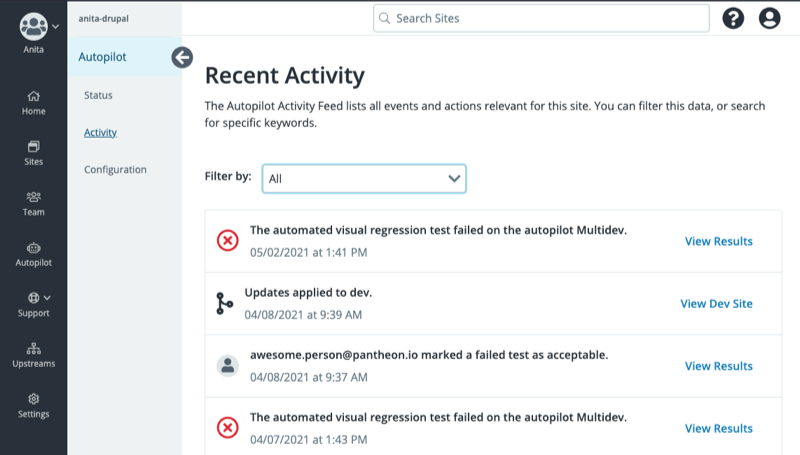 Anita
Home
Sites
Team
Autopilot
Support
Upstreams
Settings
anita-drupal
Autopilot
Status
Activity
Configuration
Search Sites
?
Recent Activity
The Autopilot Activity Feed lists all events and actions relevant for this site. You can filter this data, or search
for specific keywords.
Filter by: All
The automated visual regression test failed on the autopilot Multidev.
05/02/2021 at 1:41 PM
View Results
Updates applied to dev.
04/08/2021 at 9:39 AM
View Dev Site
awesome.person@pantheon.io marked a failed test as acceptable.
04/08/2021 at 9:37 AM
View Results
The automated visual regression test failed on the autopilot Multidev.
04/07/2021 at 1:43 PM
View Results